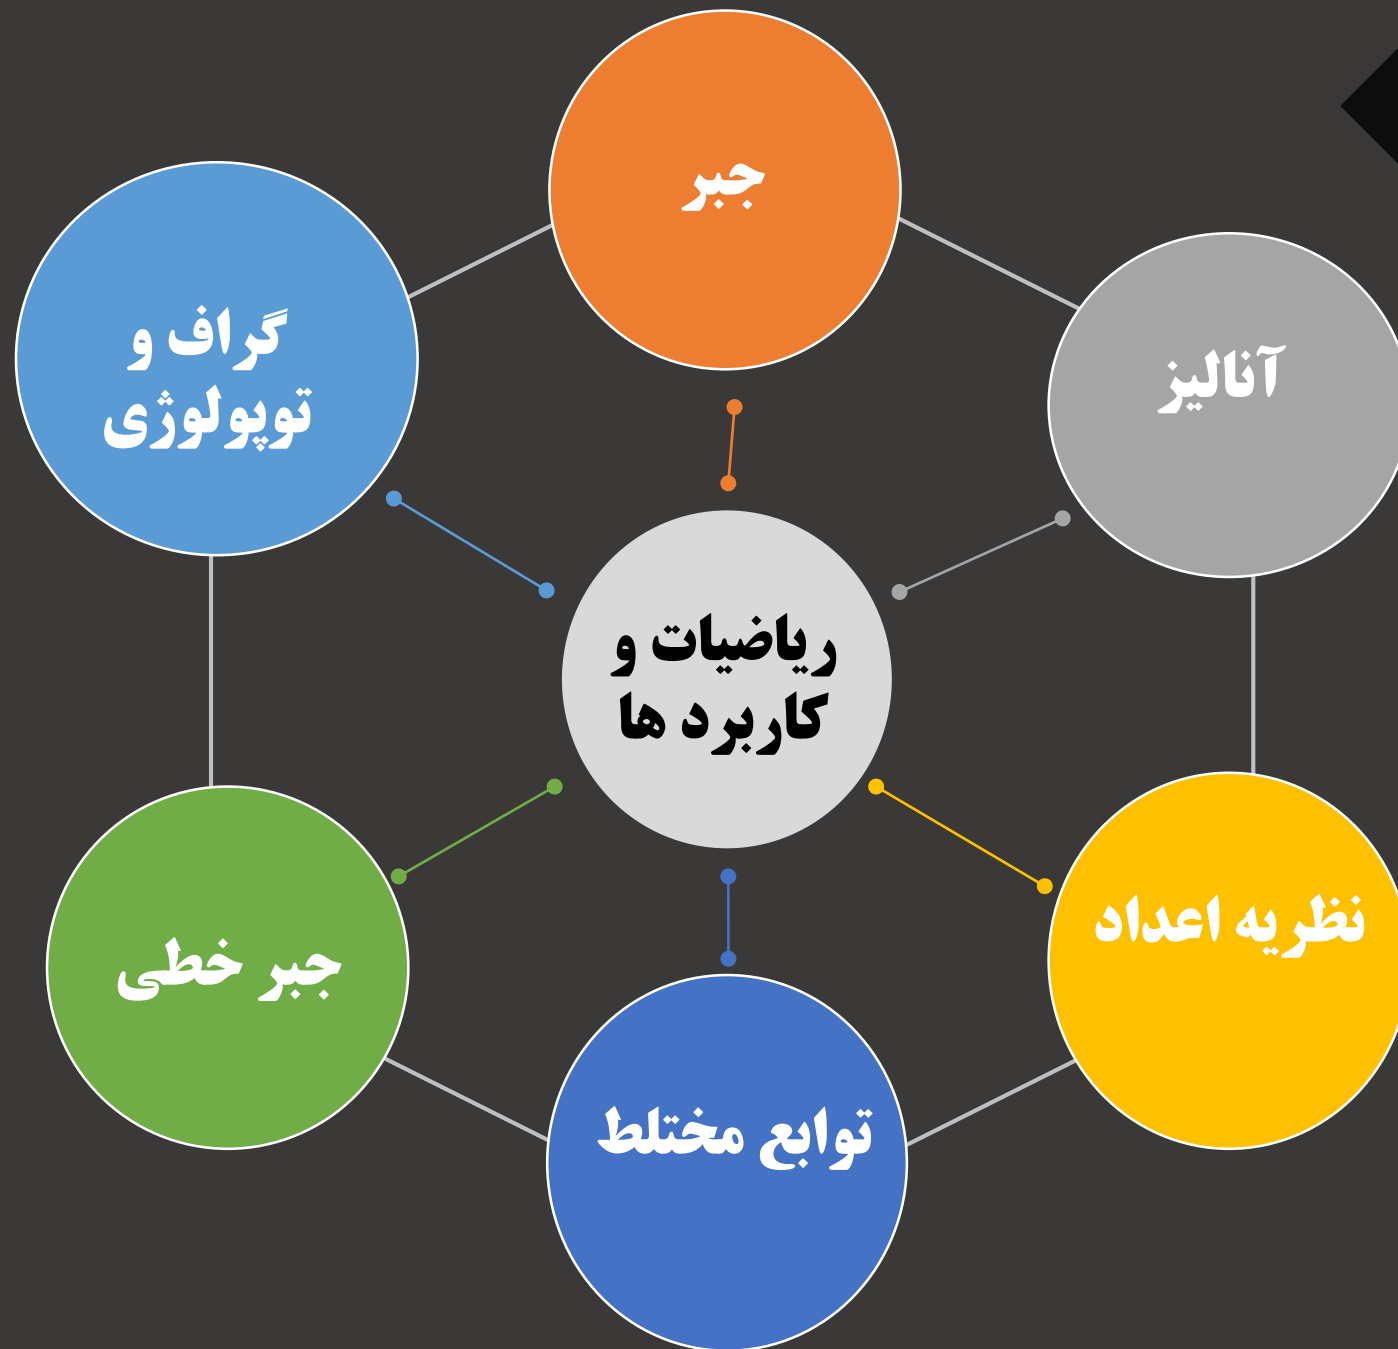 جبر
آنالیز
گراف و
توپولوژی
ریاضیات و
کاربرد ها
نظریه اعداد
جبر خطی
توابع مختلط